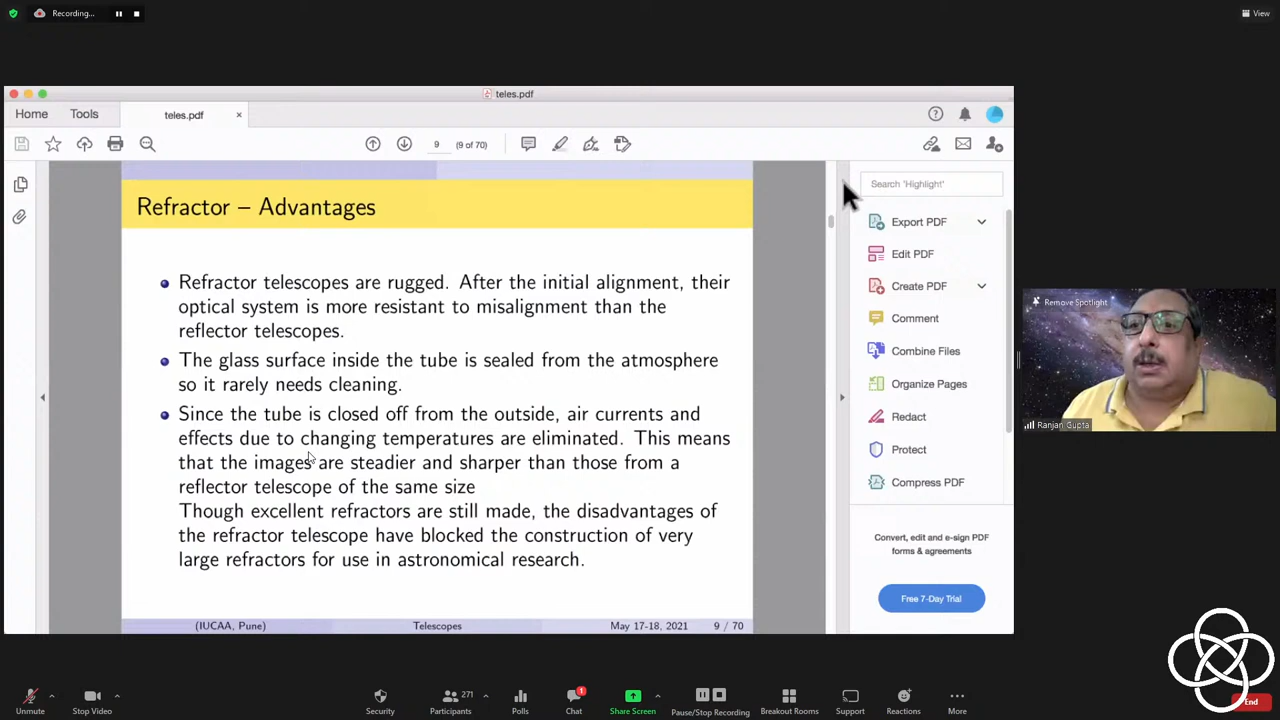 Recording...
View
teles.pdf
Home
Tools
teles.pdf
×
9
(9 of 70)
Refractor – Advantages
Search 'Highlight'
Refractor telescopes are rugged. After the initial alignment, their
optical system is more resistant to misalignment than the
reflector telescopes.
The glass surface inside the tube is sealed from the atmosphere
so it rarely needs cleaning.
Since the tube is closed off from the outside, air currents and
effects due to changing temperatures are eliminated. This means
that the images are steadier and sharper than those from a
reflector telescope of the same size
Though excellent refractors are still made, the disadvantages of
the refractor telescope have blocked the construction of very
large refractors for use in astronomical research.
(IUCAA, Pune)
Telescopes
May 17-18, 2021
9 / 70
Export PDF
Edit PDF
Create PDF
Comment
Combine Files
Organize Pages
Redact
Protect
Compress PDF
Convert, edit and e-sign PDF
forms & agreements
Free 7-Day Trial
Remove Spotlight
Ranjan Gupta
Unmute
Stop Video
Security
271
Participants
Polls
1
Chat
Share Screen
Pause/Stop Recording
Breakout Rooms
Support
Reactions
More
End